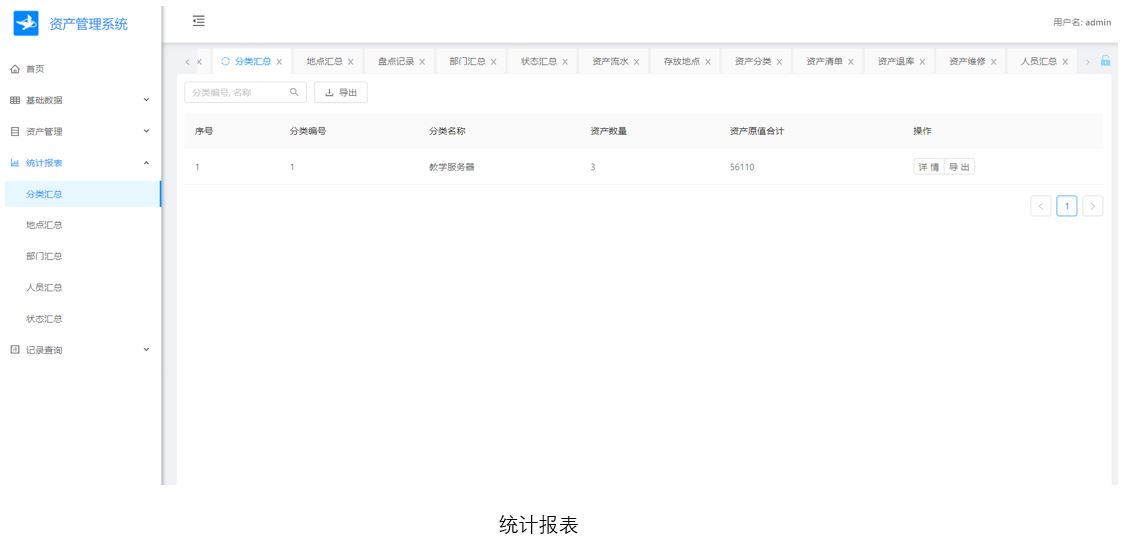 资产管理系统
用户名: admin
首页
基础数据
资产管理
统计报表
分类汇总
地点汇总
部门汇总
人员汇总
状态汇总
记录查询
分类汇总 地点汇总 盘点记录 部门汇总 状态汇总 资产流水 存放地点 资产分类 资产清单 资产退库 资产维修 人员汇总
分类编号, 名称 导出
序号 分类编号 分类名称 资产数量 资产原值合计 操作
1 1 教学服务器 3 56110 详情 导出
1
统计报表